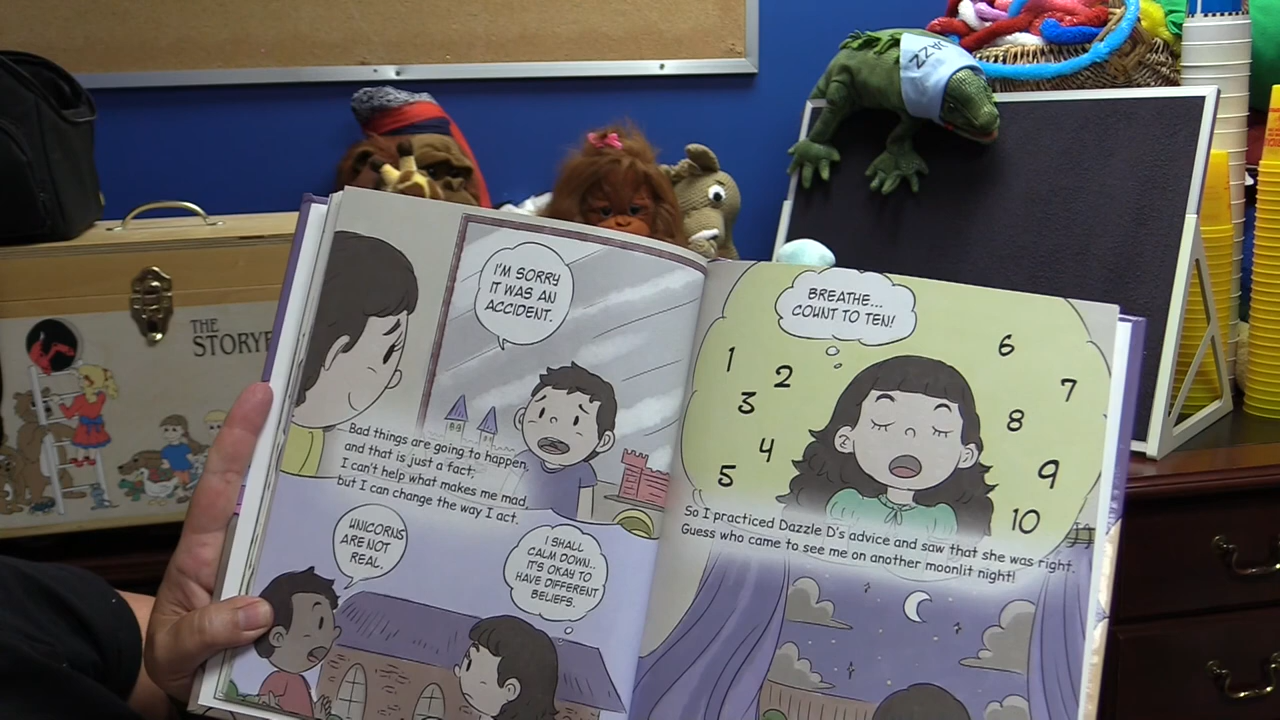 JAZZ
THE
I'M SORRY
IT WAS AN
ACCIDENT.
Bad things are going to happen,
and that is just a fact;
I can't help what makes me mad,
but I can change the way I act.
UNICORNS
ARE NOT
REAL.
I SHALL
CALM DOWN..
IT'S OKAY TO
HAVE DIFFERENT
BELIEFS.
BREATHE...
COUNT TO TEN!
1
2
3
4
5
6
7
8
9
10
So I practiced Dazzle D's advice and saw that she was right.
Guess who came to see me on another moonlit night!